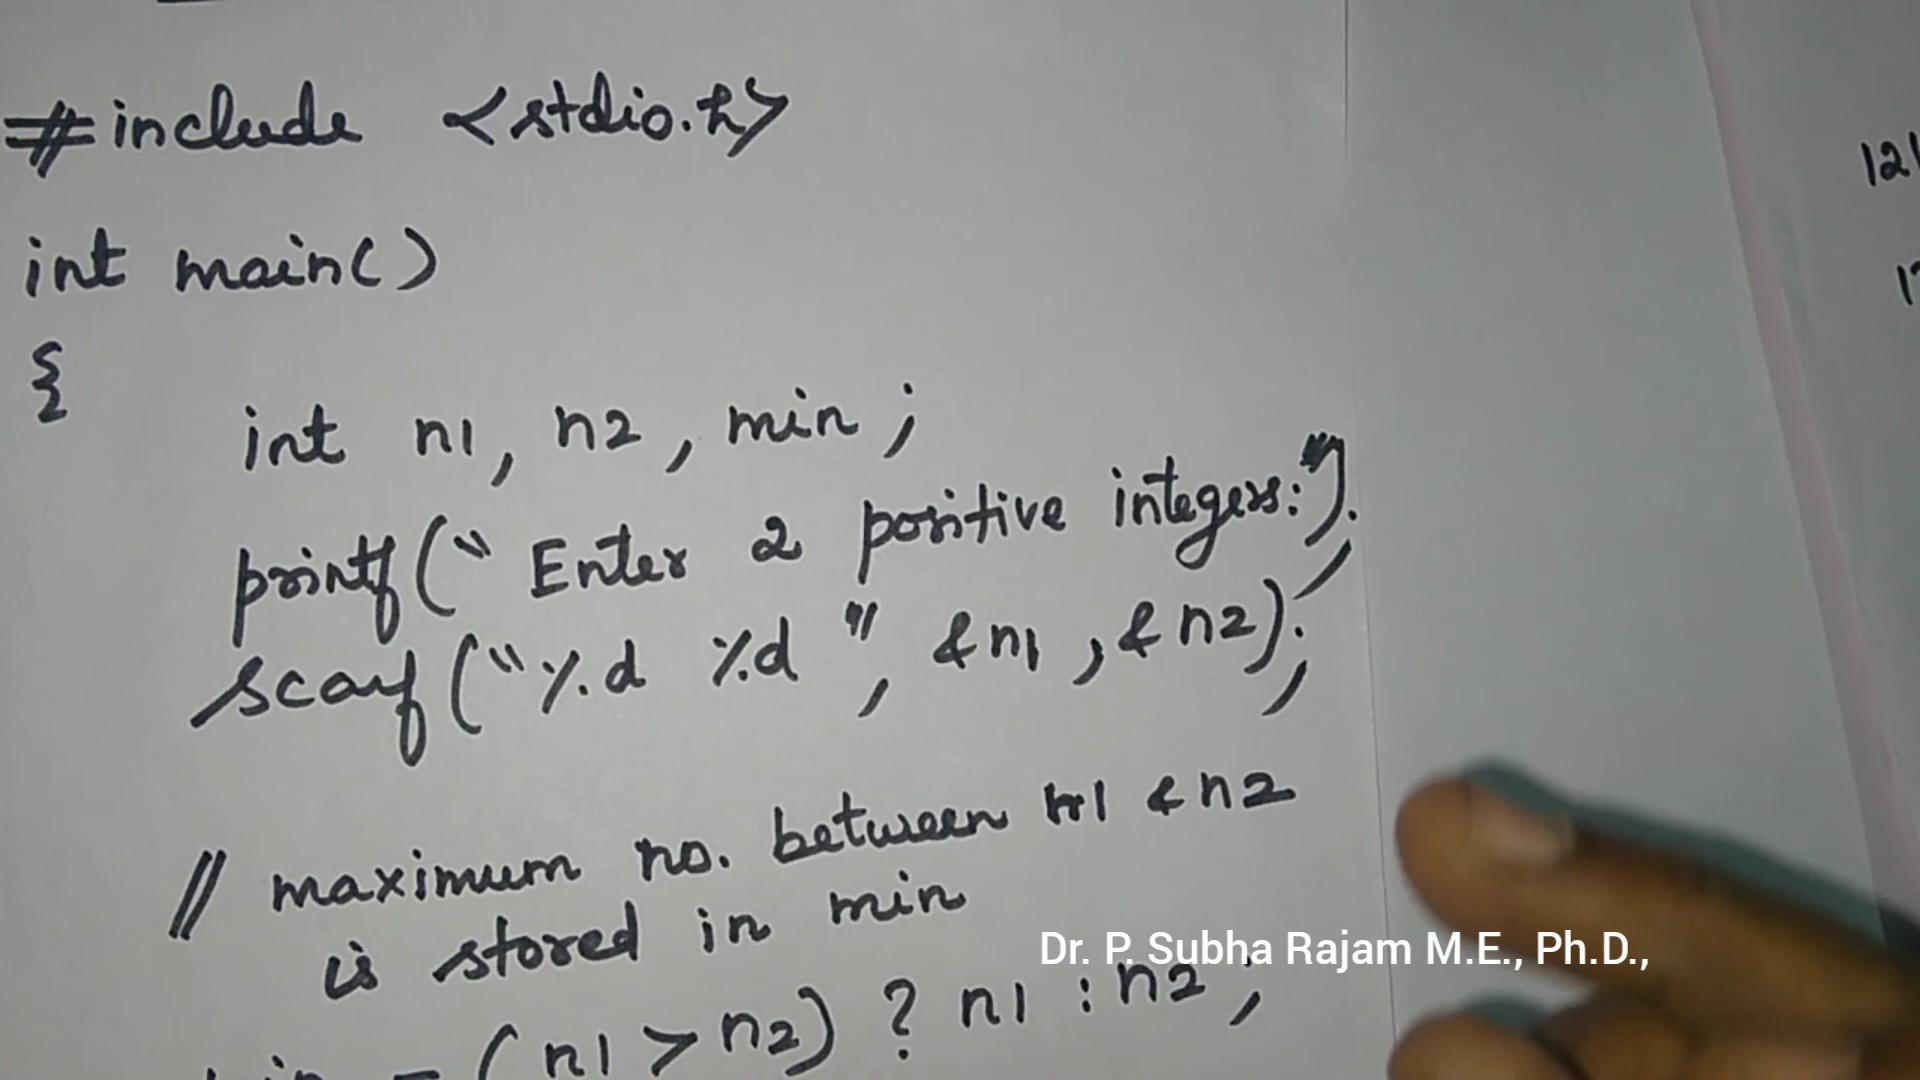 #include <stdio.h>
int main()
{
int n1, n2, min;
printf("Enter 2 positive integers:");
scanf("%d %d", &n1, &n2);
// maximum no. between n1 & n2
is stored in min
Dr. P. Subha Rajam M.E., Ph.D.,
= (n1 > n2) ? n1 : n2;